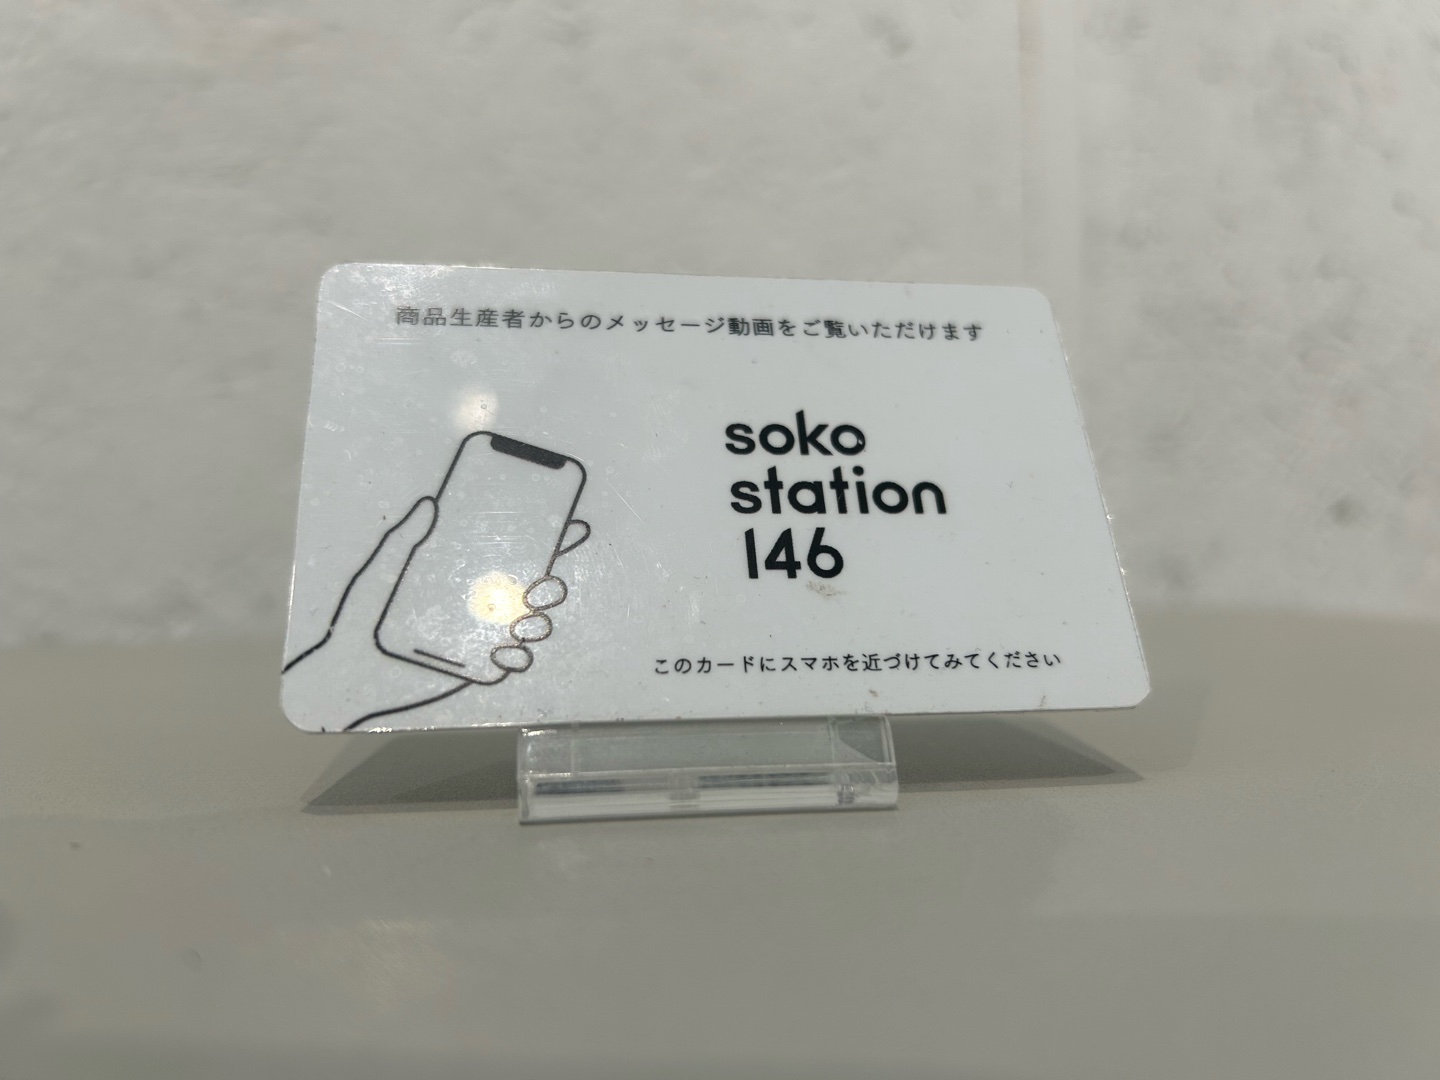 商品生産者からのメッセージ動画をご覧いただけます
soko
station
146
このカードにスマホを近づけてみてください